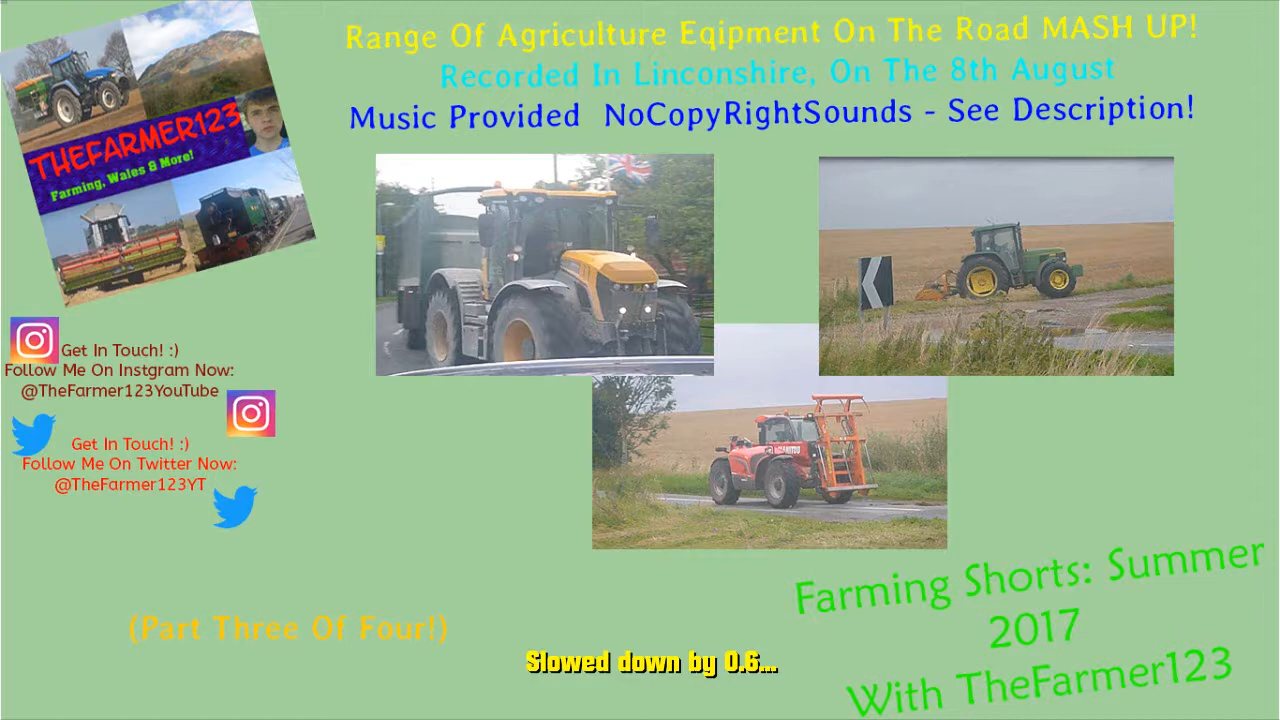 Range Of Agriculture Eqipment On The Road MASH UP!
Recorded In Linconshire, On The 8th August
Music Provided NoCopyRightSounds - See Description!
THEFARMER123
Farming, Wales & More!
Get In Touch! :)
Follow Me On Instgram Now:
@TheFarmer123YouTube
Get In Touch! :)
Follow Me On Twitter Now:
@TheFarmer123YT
MANITOU
(Part Three Of Four!)
Slowed down by 0.6...
Farming Shorts: Summer
2017
With TheFarmer123